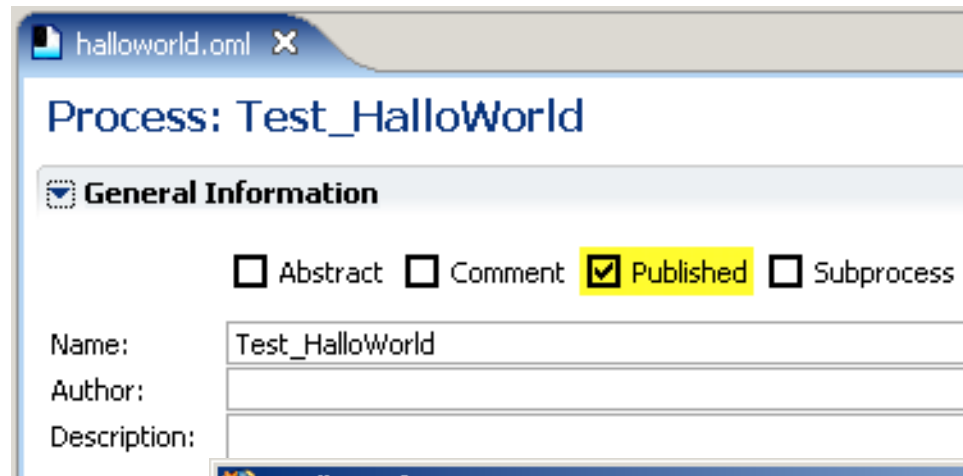 halloworld.oml
Process: Test_HalloWorld
General Information
Abstract Comment Published Subprocess
Name: Test_HalloWorld
Author:
Description: